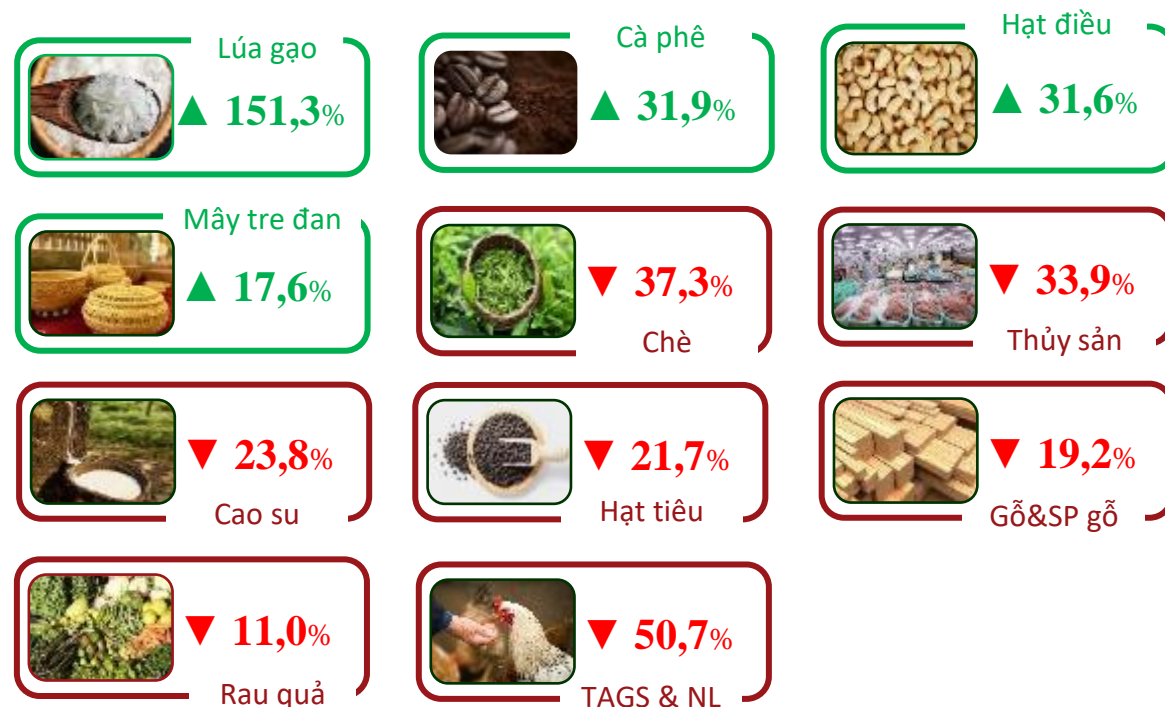 Lúa gạo
▲ 151,3%
Cà phê
▲ 31,9%
Hạt điều
▲ 31,6%
Mây tre đan
▲ 17,6%
▼ 37,3%
Chè
▼ 33,9%
Thủy sản
▼ 23,8%
Cao su
▼ 21,7%
Hạt tiêu
▼ 19,2%
Gỗ&SP gỗ
▼ 11,0%
Rau quả
▼ 50,7%
TAGS & NL